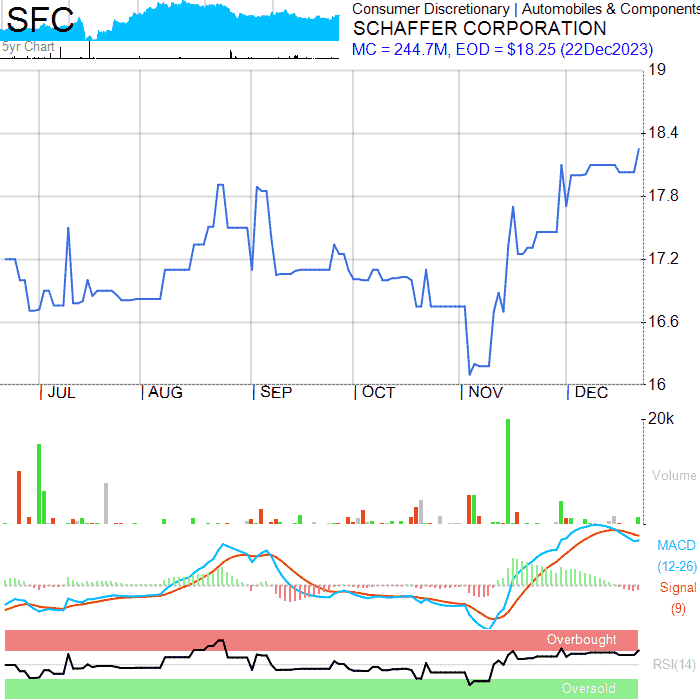 SFC
5yr Chart
Consumer Discretionary | Automobiles & Components
SCHAFFER CORPORATION
MC = 244.7M, EOD = $18.25 (22Dec2023)
19
18.4
17.8
17.2
16.6
16
JUL AUG SEP OCT NOV DEC
20k
Volume
MACD
(12-26)
Signal
(9)
Overbought
RSI(14)
Oversold